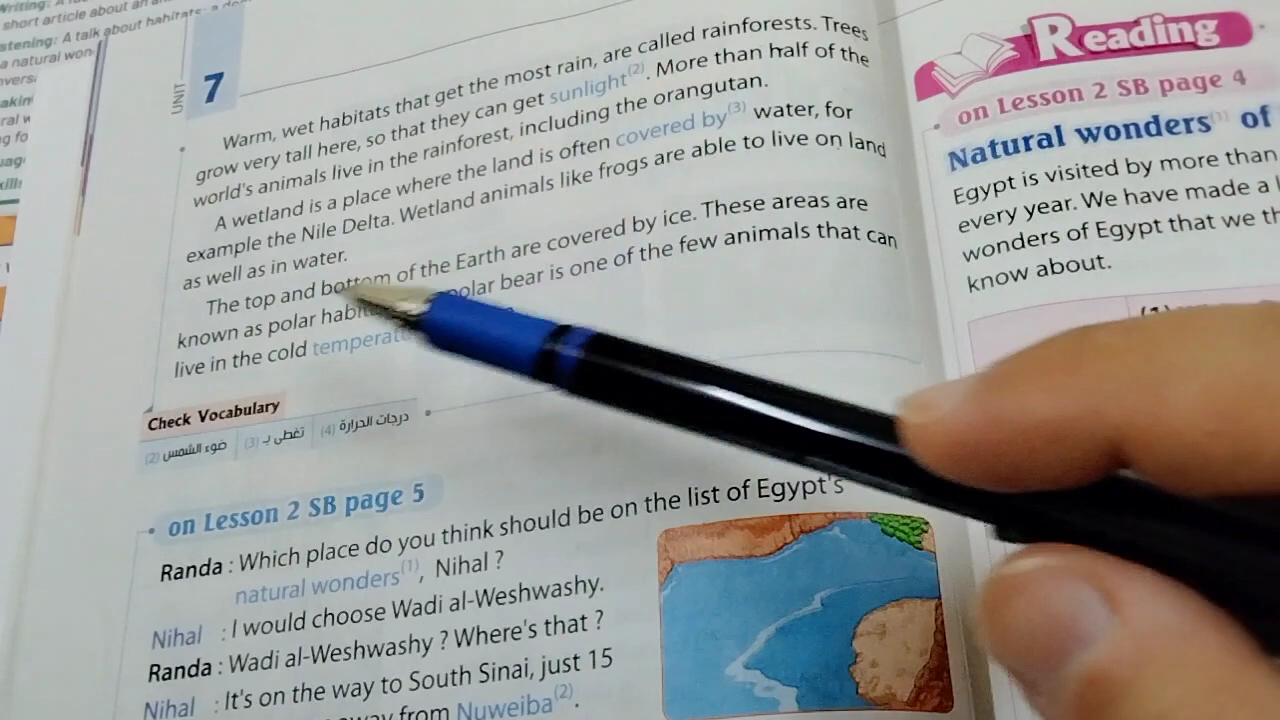 short article about an
stening: A talk about habitats; a
a natural won
UNIT
7
Warm, wet habitats that get the most rain, are called rainforests. Trees
grow very tall here, so that they can get sunlight(2). More than half of the
world's animals live in the rainforest, including the orangutan.
A wetland is a place where the land is often covered by(3) water, for
example the Nile Delta. Wetland animals like frogs are able to live on land
as well as in water.
The top and bottom of the Earth are covered by ice. These areas are
known as polar polar bear is one of the few animals that can
live in the cold
Check Vocabulary
(2) ضوء الشمس (3) تغطى بـ (4) درجات الحرارة
on Lesson 2 SB page 5
Randa : Which place do you think should be on the list of Egypt's
natural wonders(1), Nihal ?
Nihal : I would choose Wadi al-Weshwashy.
Randa : Wadi al-Weshwashy ? Where's that ?
Nihal : It's on the way to South Sinai, just 15
from Nuweiba(2).
Reading
on Lesson 2 SB page 4
Natural wonders(1) of
Egypt is visited by more than
every year. We have made a
wonders of Egypt that we
know about.